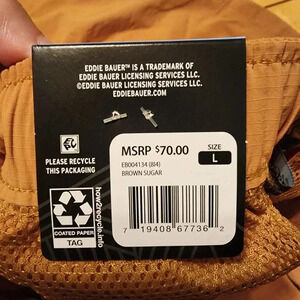 EDDIE BAUER™ IS A TRADEMARK OF
EDDIE BAUER LICENSING SERVICES LLC.
©EDDIE BAUER LICENSING SERVICES LLC.
EDDIEBAUER.COM
PLEASE RECYCLE
THIS PACKAGING
how2recycle.info
COATED PAPER
TAG
MSRP $70.00
SIZE
L
EB004134 (8I4)
BROWN SUGAR
7 19408 67736 2